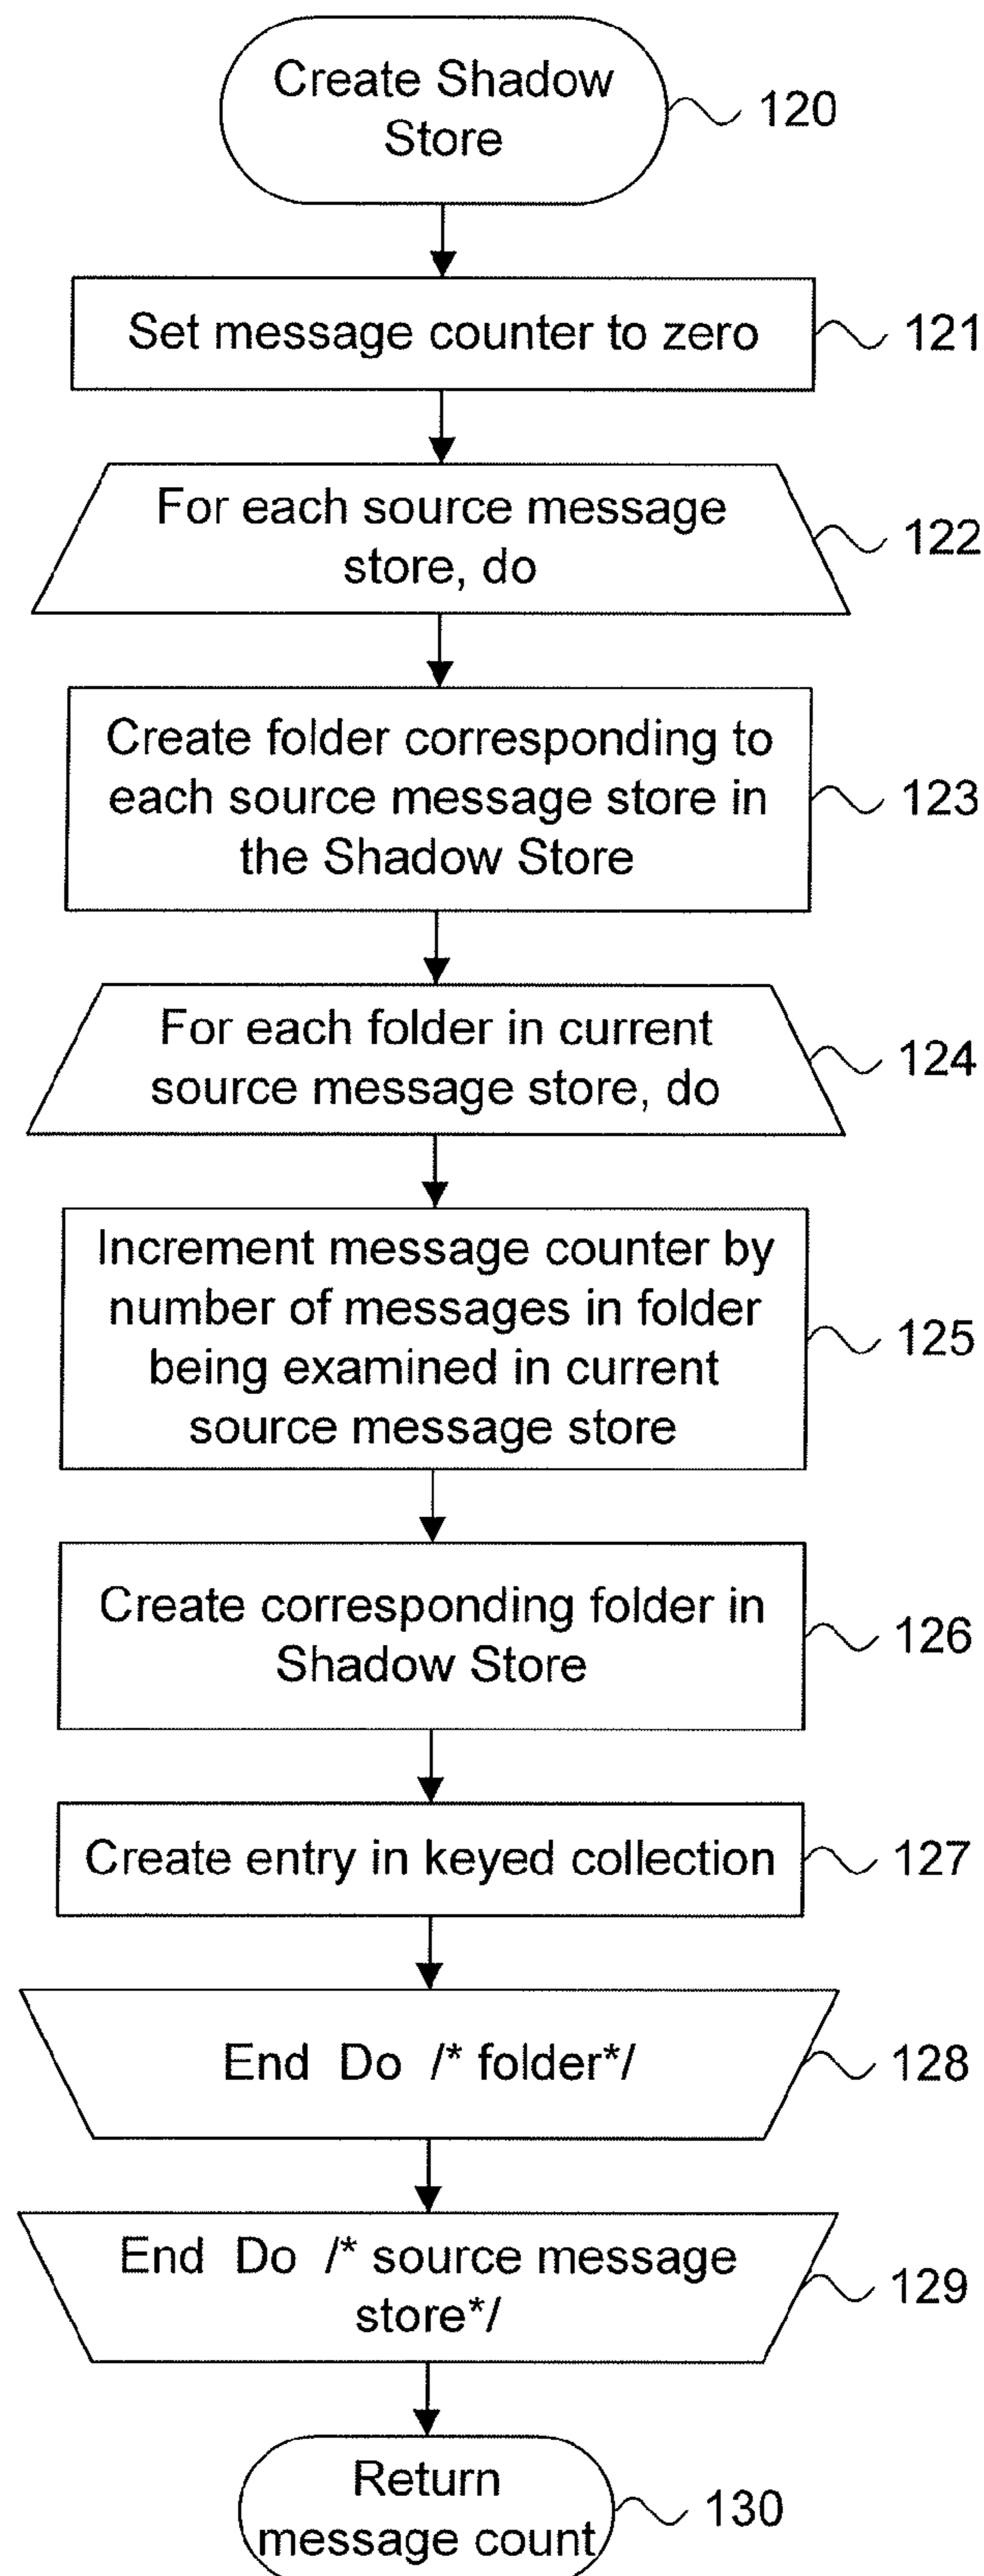 Create Shadow
Store
120
Set message counter to zero
121
For each source message
store, do
122
Create folder corresponding to
each source message store in
the Shadow Store
123
For each folder in current
source message store, do
124
Increment message counter by
number of messages in folder
being examined in current
source message store
125
Create corresponding folder in
Shadow Store
126
Create entry in keyed collection
127
End Do /* folder*/
128
End Do /* source message
store*/
129
Return
message count
130